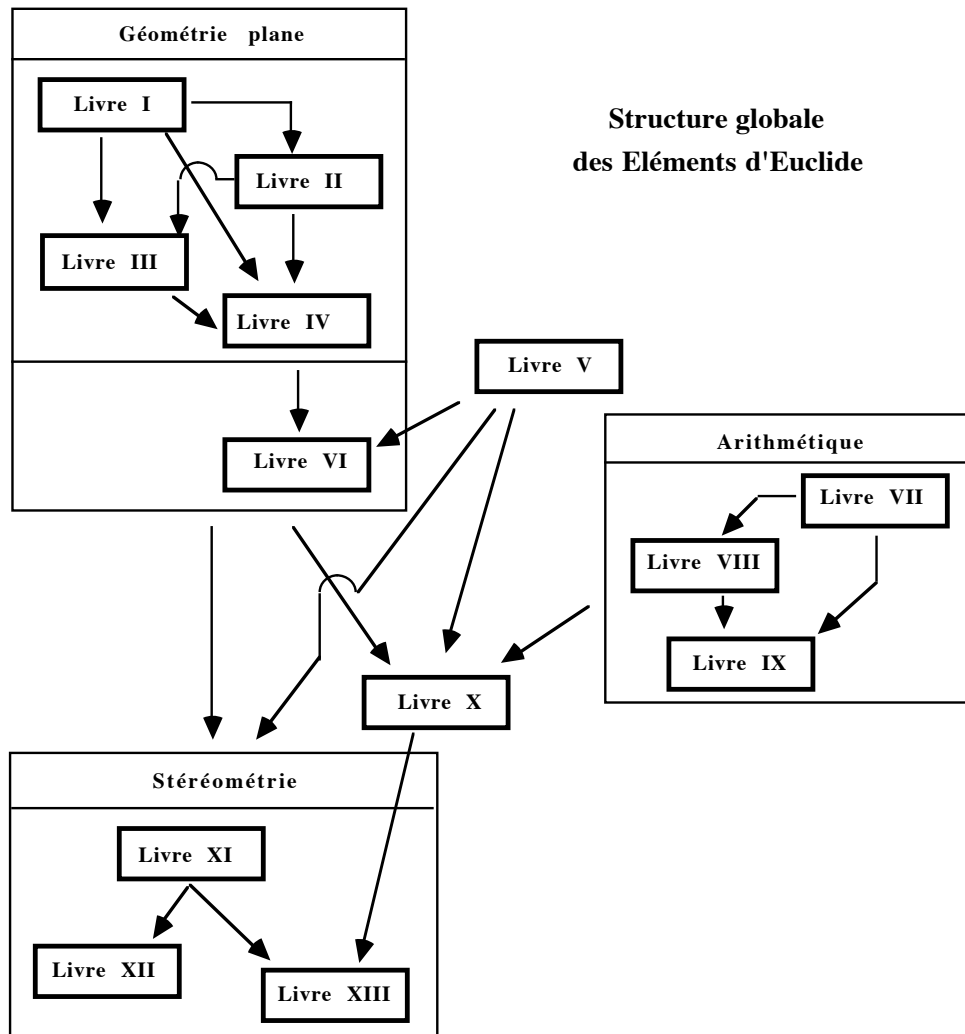 Géométrie plane
Livre I
Structure globale
des Eléments d'Euclide
Livre II
Livre III
Livre IV
Livre V
Livre VI
Arithmétique
Livre VII
Livre VIII
Livre IX
Livre X
Stéréométrie
Livre XI
Livre XII
Livre XIII